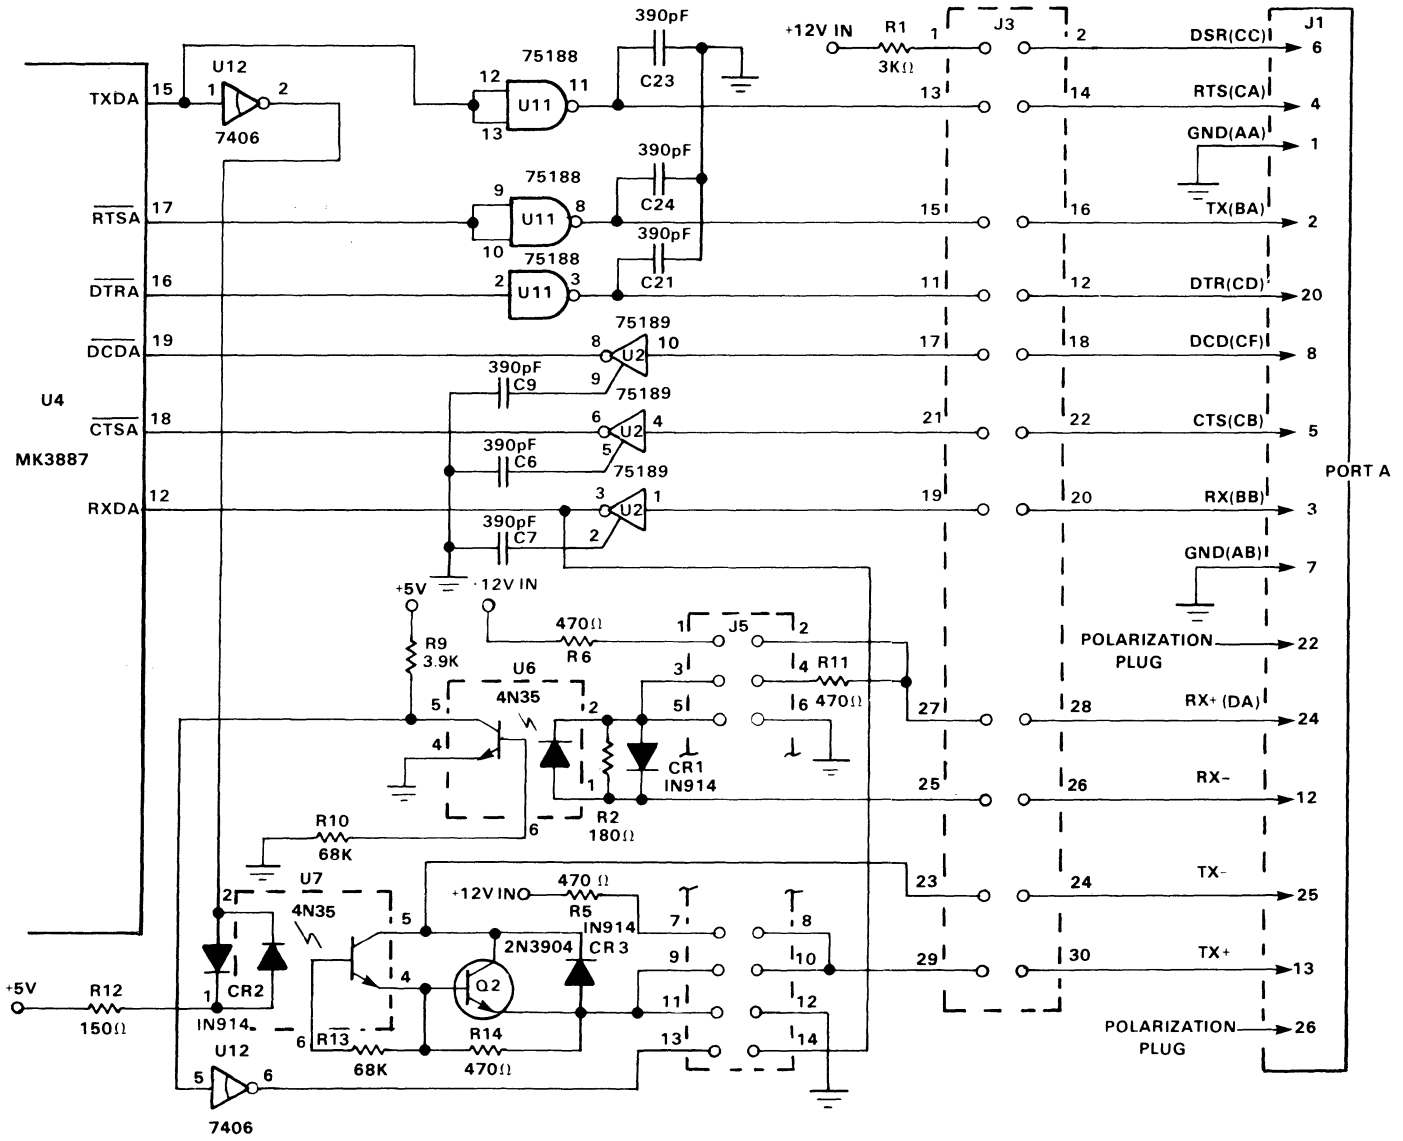 390pF
C23
+12V IN
R1
3KΩ
1
J3
2
DSR(CC)
J1
6
U12
TXDA
15
1
2
7406
75188
12
U11
11
13
13
14
RTS(CA)
4
GND(AA)
1
390pF
C24
75188
RTSA
17
9
U11
8
10
15
16
TX(BA)
2
390pF
C21
75188
DTRA
16
2
U11
3
11
12
DTR(CD)
20
75189
DCDA
19
8
U2
10
9
17
18
DCD(CF)
8
390pF
C9
75189
U4
CTSA
18
6
U2
4
5
21
22
CTS(CB)
5
390pF
C6
75189
MK3887
PORT A
RXDA
12
3
U2
1
2
19
20
RX(BB)
3
390pF
C7
GND(AB)
7
+5V
12V IN
R9
3.9K
470Ω
R6
1
J5
2
POLARIZATION
PLUG
22
U6
4N35
3
4
R11
470Ω
5
2
5
6
27
28
RX+(DA)
24
4
1
CR1
IN914
R2
180Ω
25
26
RX−
12
R10
68K
6
U7
4N35
2
+12V IN
470 Ω
R5
23
24
TX-
25
5
IN914
CR3
2N3904
7
8
4
Q2
9
10
29
30
TX+
13
+5V
R12
150Ω
1
CR2
IN914
11
12
6
R13
68K
R14
470Ω
13
14
POLARIZATION
PLUG
26
U12
5
6
7406